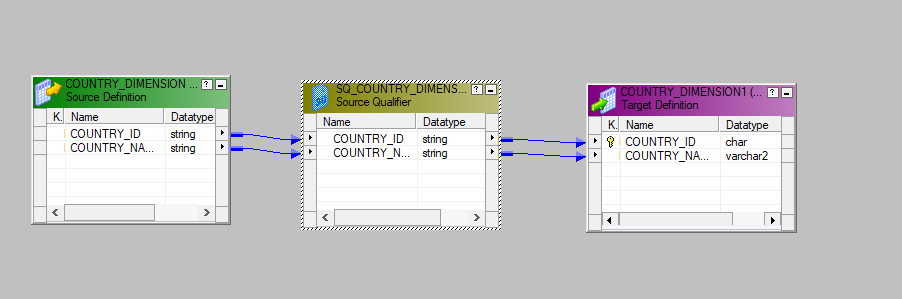 COUNTRY_DIMENSION ...
Source Definition
K. Name Datatype
COUNTRY_ID string
COUNTRY_NA... string
SQ_COUNTRY_DIMENS...
Source Qualifier
Name Datatype
COUNTRY_ID string
COUNTRY_N... string
COUNTRY_DIMENSION1 (...
Target Definition
K Name Datatype
COUNTRY_ID char
COUNTRY_NA... varchar2